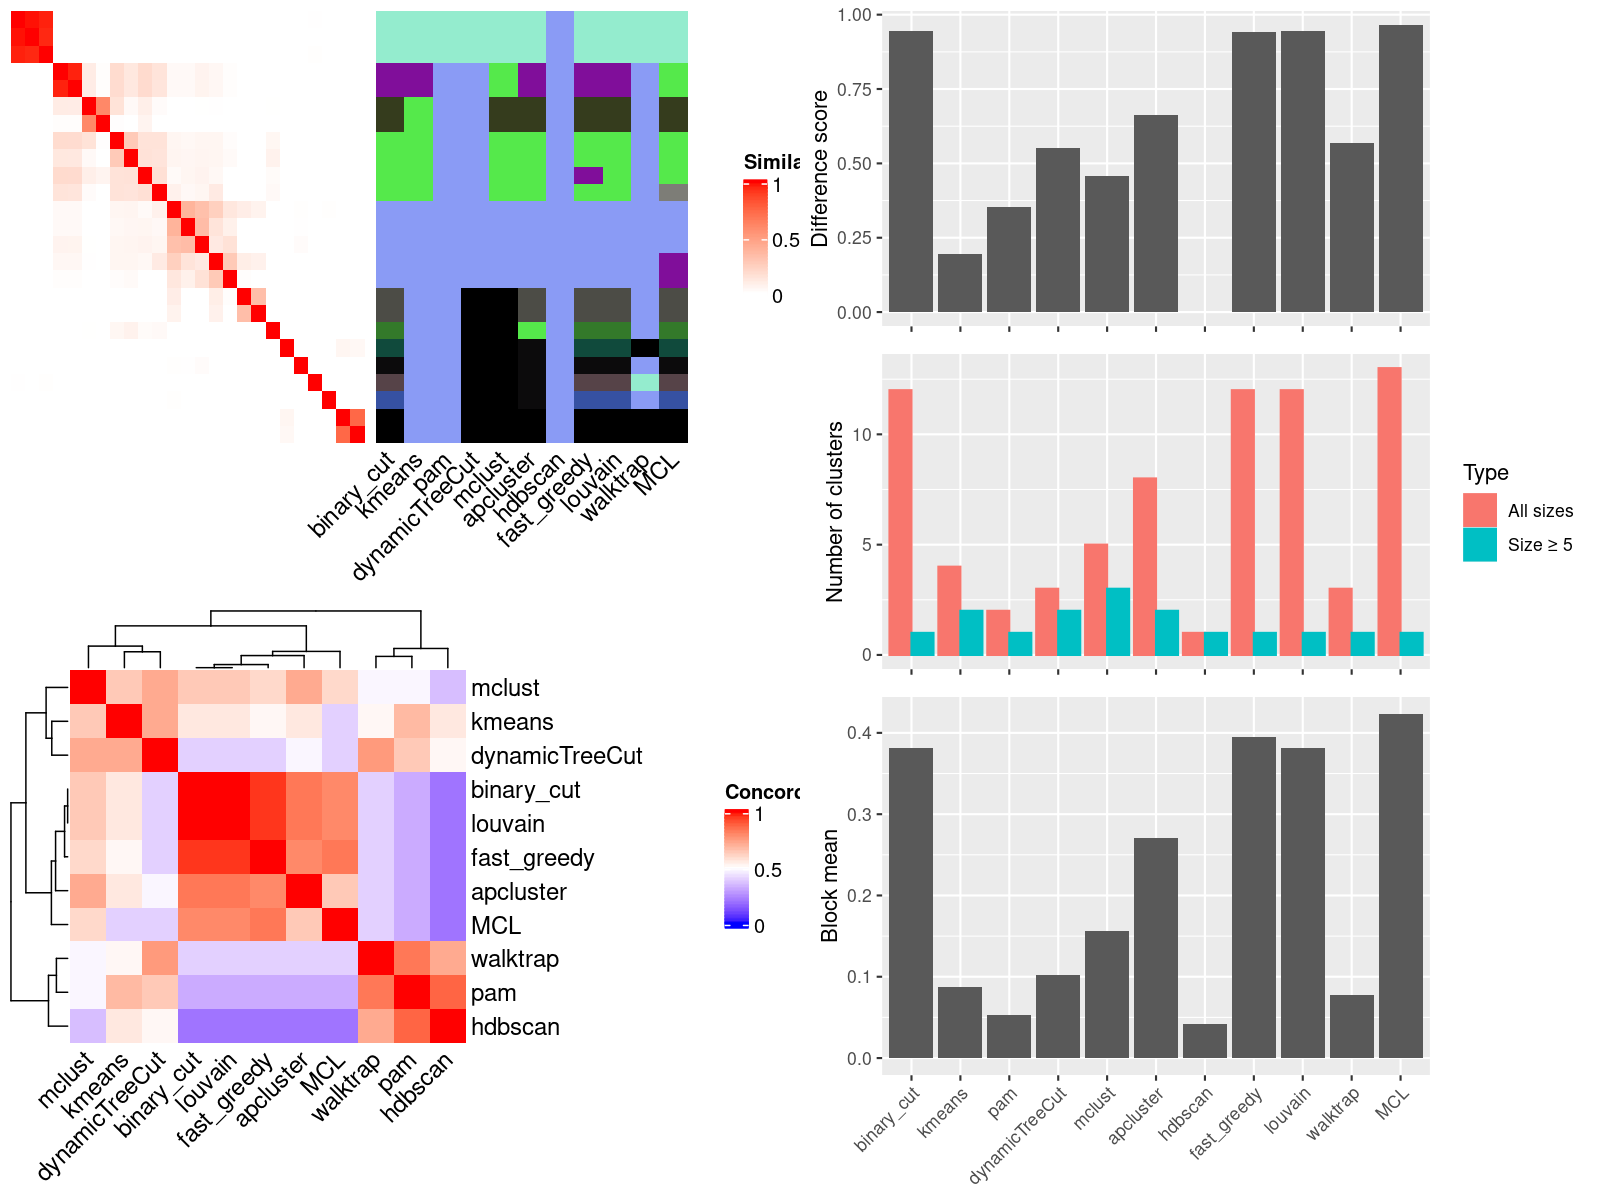 Simila
1
0.5
0
binary_cut
kmeans
pam
dynamicTreeCut
mclust
apcluster
hdbscan
fast_greedy
louvain
walktrap
MCL
mclust
kmeans
dynamicTreeCut
binary_cut
louvain
fast_greedy
apcluster
MCL
walktrap
pam
hdbscan
mclust
kmeans
dynamicTreeCut
binary_cut
louvain
fast_greedy
apcluster
MCL
walktrap
pam
hdbscan
Concord
1
0.5
0
Difference score
1.00
0.75
0.50
0.25
0.00
Number of clusters
10
5
0
Type
All sizes
Size ≥ 5
Block mean
0.4
0.3
0.2
0.1
0.0
binary_cut
kmeans
pam
dynamicTreeCut
mclust
apcluster
hdbscan
fast_greedy
louvain
walktrap
MCL